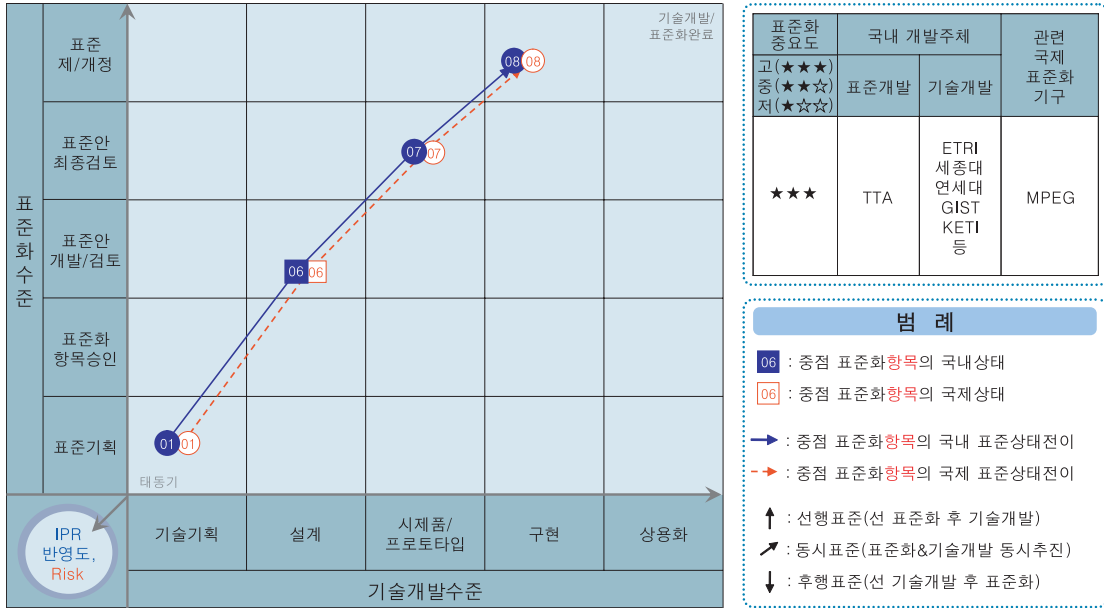 표준화수준
표준
제/개정
표준안
최종검토
표준안
개발/검토
표준화
항목승인
표준기획
기술개발/
표준화완료
08 08
07 07
06 06
01 01
태동기
IPR
반영도,
Risk
기술기획
설계
시제품/
프로토타입
구현
상용화
기술개발수준
표준화
중요도
고(★★★)
중(★★☆)
저(★☆☆)
국내 개발주체
표준개발
기술개발
관련
국제
표준화
기구
★★★
TTA
ETRI
세종대
연세대
GIST
KETI
등
MPEG
범 례
06 : 중점 표준화항목의 국내상태
06 : 중점 표준화항목의 국제상태
: 중점 표준화항목의 국내 표준상태전이
: 중점 표준화항목의 국제 표준상태전이
: 선행표준(선 표준화 후 기술개발)
: 동시표준(표준화&기술개발 동시추진)
: 후행표준(선 기술개발 후 표준화)